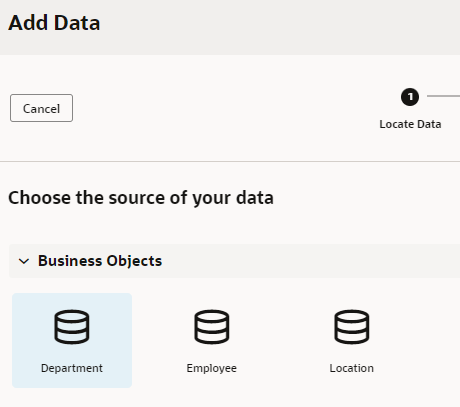 Add Data
Cancel
1
Locate Data
Choose the source of your data
Business Objects
Department Employee Location